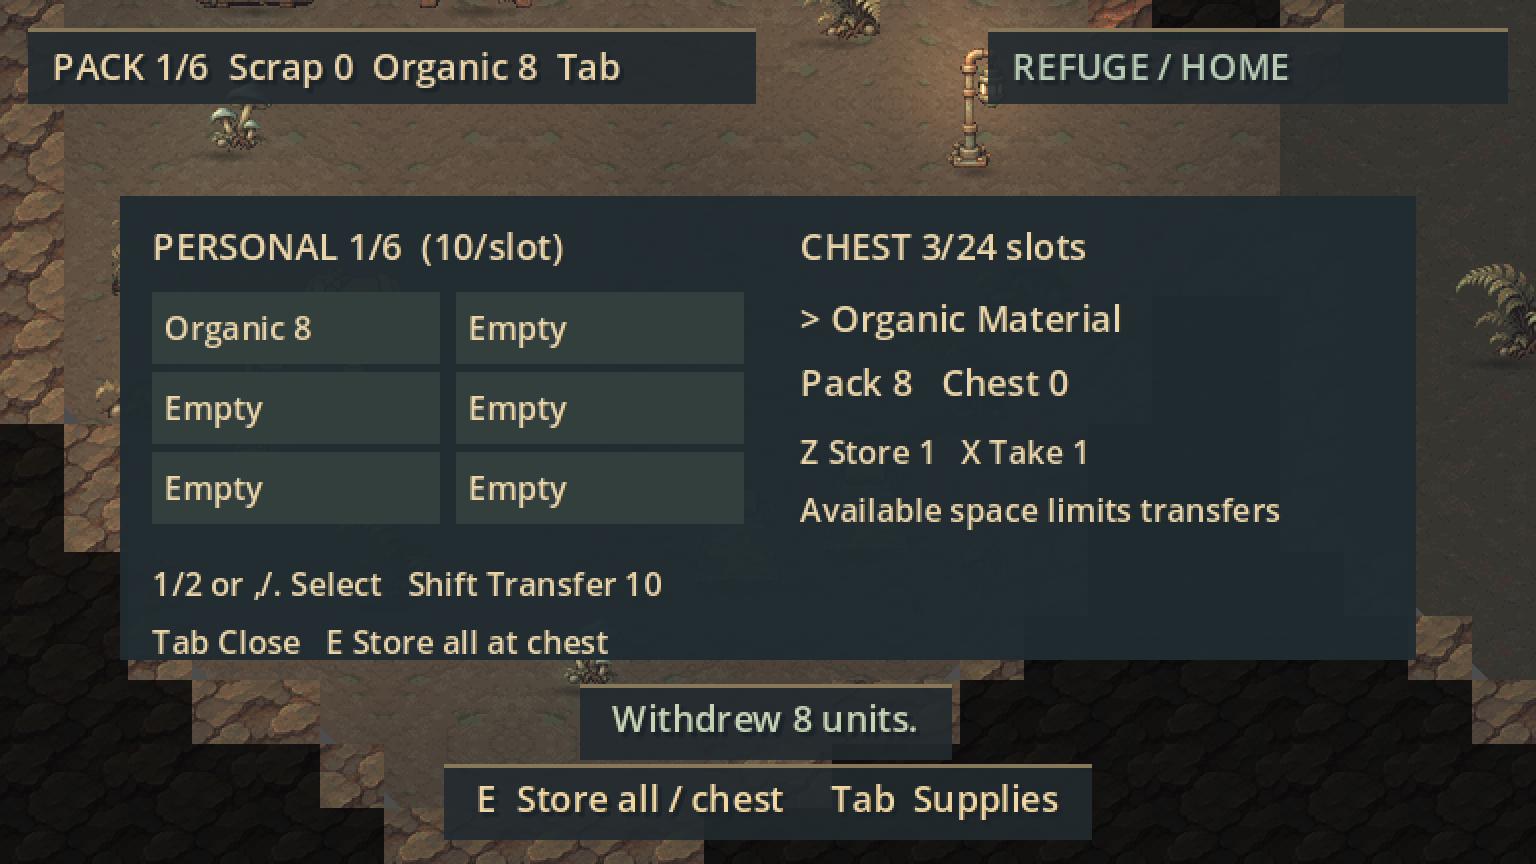 PACK 1/6  Scrap 0  Organic 8  Tab
REFUGE / HOME
PERSONAL 1/6  (10/slot)
CHEST 3/24 slots
Organic 8
Empty
> Organic Material
Pack 8   Chest 0
Empty
Empty
Z Store 1   X Take 1
Empty
Empty
Available space limits transfers
1/2 or ,/. Select   Shift Transfer 10
Tab Close   E Store all at chest
Withdrew 8 units.
E  Store all / chest     Tab  Supplies